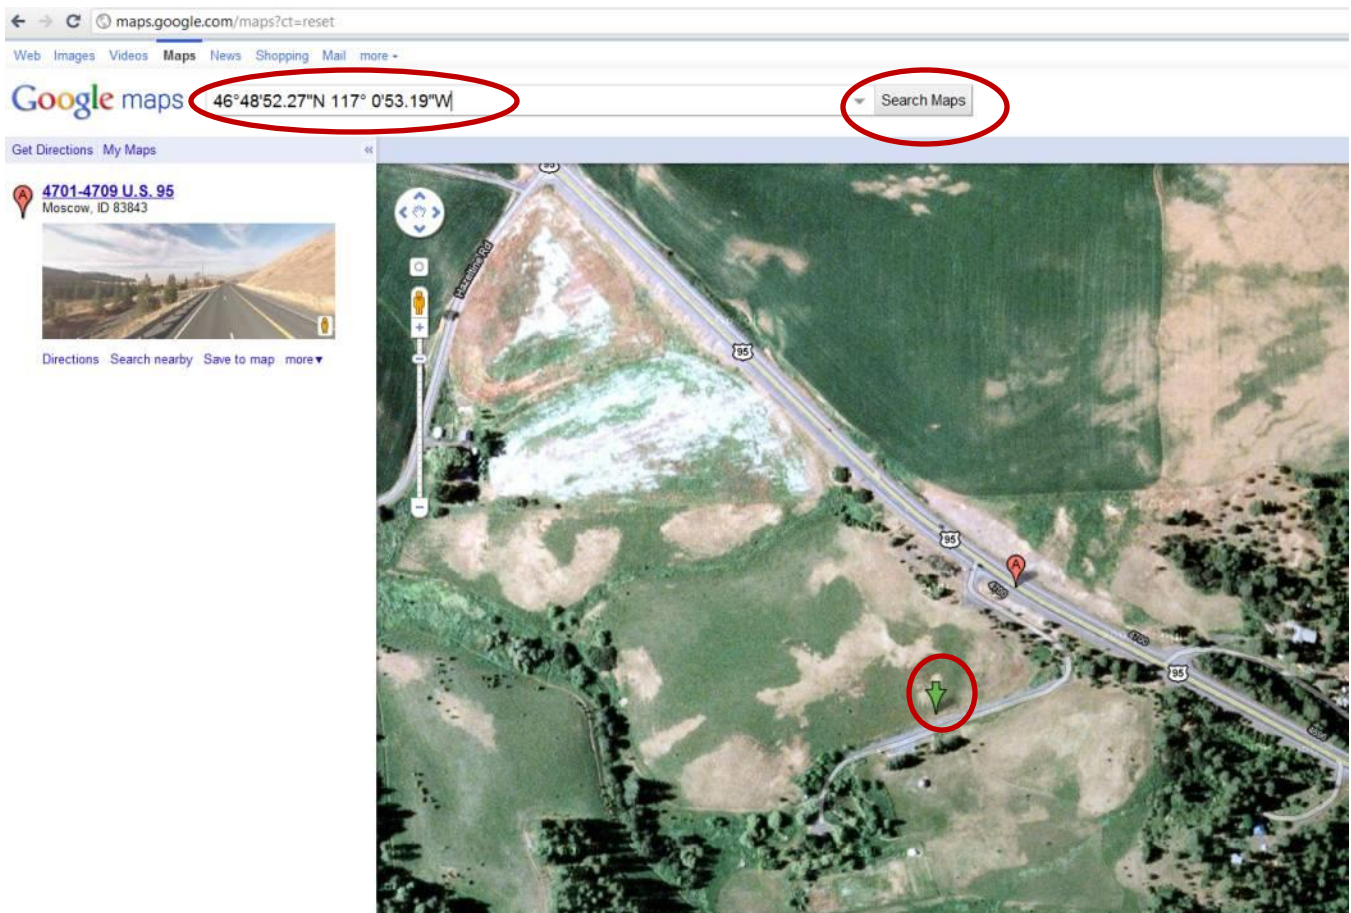 maps.google.com/maps?ct=reset
Web Images Videos Maps News Shopping Mail more
Google maps 46°48'52.27"N 117° 0'53.19"W Search Maps
Get Directions My Maps «
A 4701-4709 U.S. 95
Moscow, ID 83843
Directions Search nearby Save to map more▼
95
Hazeltine Rd
95
95
A
4700
4700
95